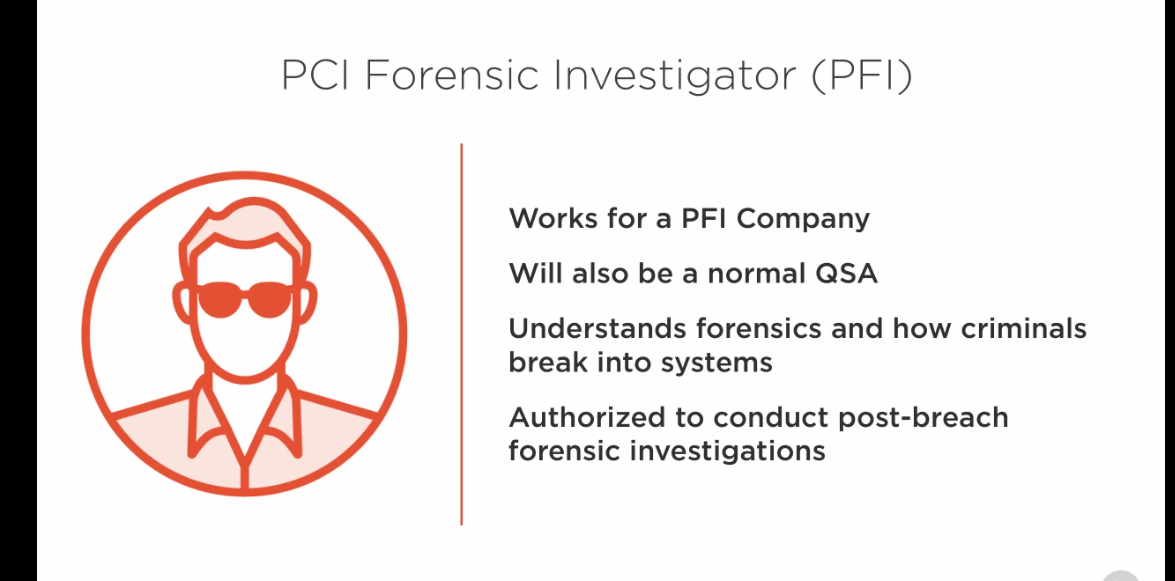 PCI Forensic Investigator (PFI)
Works for a PFI Company
Will also be a normal QSA
Understands forensics and how criminals
break into systems
Authorized to conduct post-breach
forensic investigations